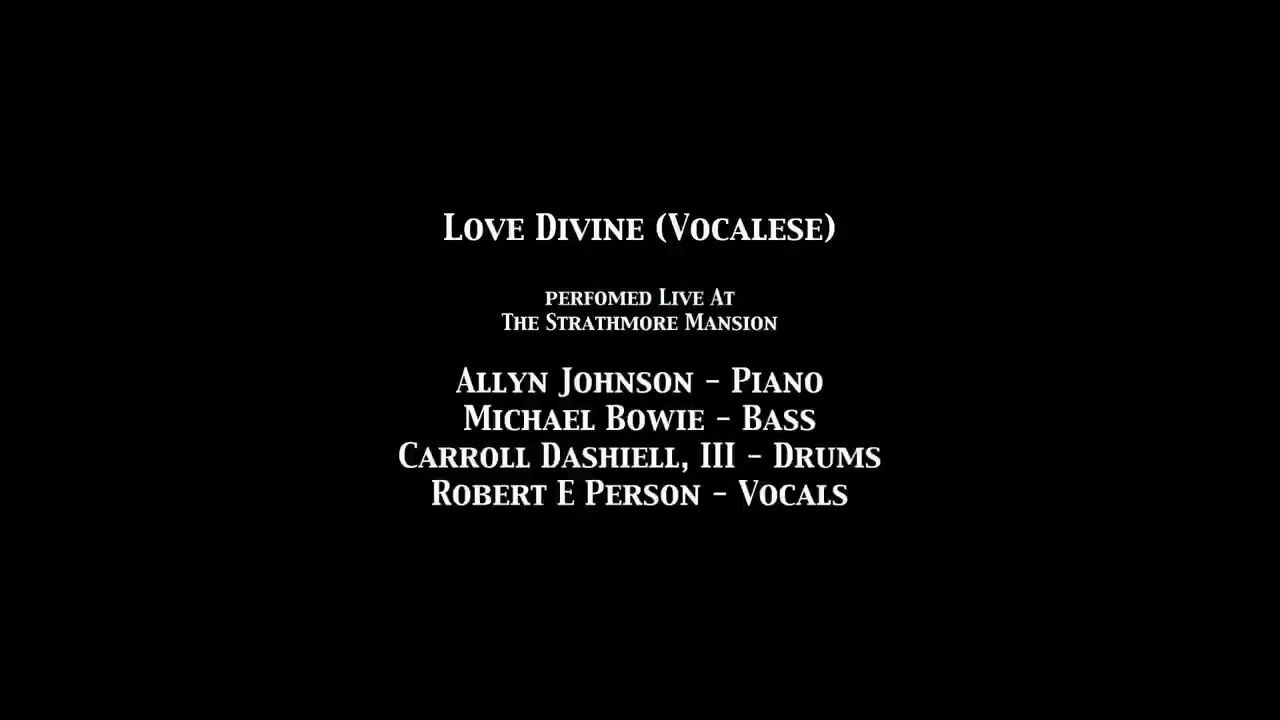 Love Divine (Vocalese)
perfomed Live At
The Strathmore Mansion
Allyn Johnson - Piano
Michael Bowie - Bass
Carroll Dashiell, III - Drums
Robert E Person - Vocals